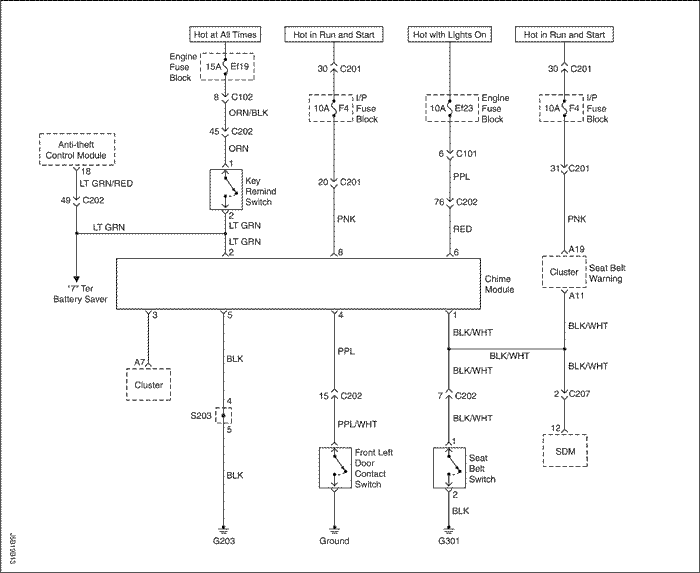 Hot at All Times
Hot in Run and Start
Hot with Lights On
Hot in Run and Start
Engine
Fuse
Block
15A Ef19
30 C201
30 C201
8 C102
I/P
Fuse
Block
10A F4
Engine
Fuse
Block
10A Ef23
I/P
Fuse
Block
10A F4
ORN/BLK
45 C202
ORN
Anti-theft
Control Module
18
LT GRN/RED
49 C202
1
Key
Remind
Switch
2
20 C201
6 C101
PPL
76 C202
31 C201
LT GRN
LT GRN
LT GRN
PNK
RED
PNK
2
8
6
A19
Cluster
Seat Belt
Warning
A11
"7" Ter
Battery Saver
Chime
Module
3
5
4
1
BLK/WHT
BLK/WHT
BLK/WHT
A7
Cluster
BLK
PPL
BLK/WHT
BLK/WHT
4
S203
5
15 C202
7 C202
2 C207
PPL/WHT
BLK/WHT
12
SDM
BLK
Front Left
Door
Contact
Switch
1
Seat
Belt
Switch
2
BLK
G203
Ground
G301